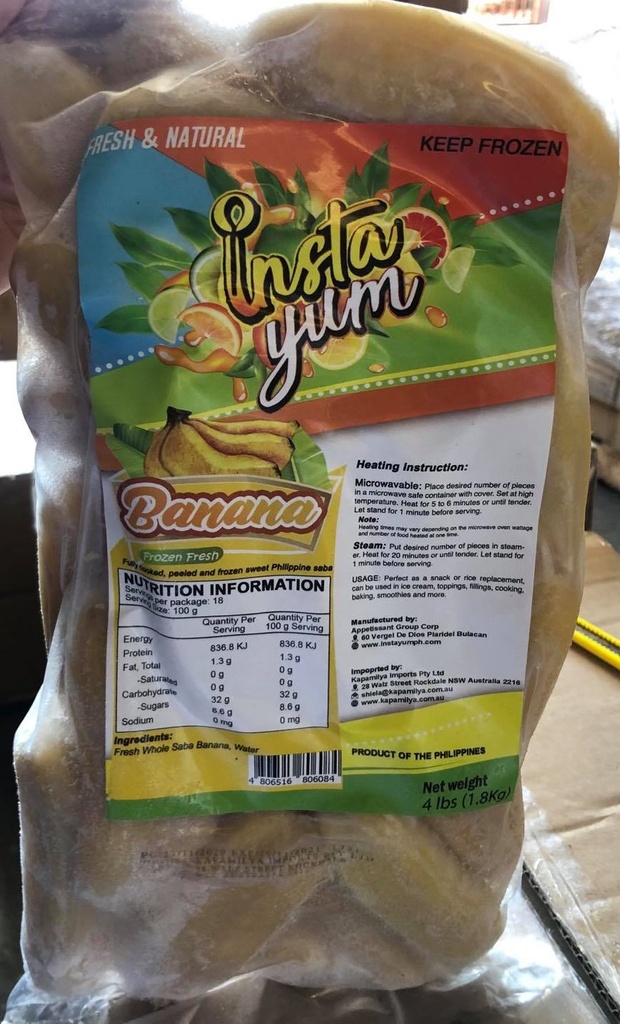 FRESH & NATURAL
KEEP FROZEN
insta
yum
Banana
Frozen Fresh
Fully cooked, peeled and frozen sweet Philippine saba
NUTRITION INFORMATION
Servings per package: 18
Serving Size: 100 g
Quantity Per Serving
Quantity Per 100 g Serving
Energy 836.8 KJ 836.8 KJ
Protein 1.3 g 1.3 g
Fat, Total 0 g 0 g
-Saturated 0 g 0 g
Carbohydrate 32 g 32 g
-Sugars 8.6 g 8.6 g
Sodium 0 mg 0 mg
Ingredients:
Fresh Whole Saba Banana, Water
4 806516 806084
Heating Instruction:
Microwavable: Place desired number of pieces
in a microwave safe container with cover. Set at high
temperature. Heat for 5 to 6 minutes or until tender.
Let stand for 1 minute before serving.
Note:
Heating times may vary depending on the microwave oven wattage
and number of food heated at one time.
Steam: Put desired number of pieces in steam-
er. Heat for 20 minutes or until tender. Let stand for
1 minute before serving.
USAGE: Perfect as a snack or rice replacement,
can be used in ice cream, toppings, fillings, cooking,
baking, smoothies and more.
Manufactured by:
Appetissant Group Corp
60 Vergel De Dios Plaridel Bulacan
www.instayumph.com
Impoprted by:
Kapamilya Imports Pty Ltd
28 Walz Street Rockdale NSW Australia 2216
shiela@kapamilya.com.au
www.kapamilya.com.au
PRODUCT OF THE PHILIPPINES
Net weight
4 lbs (1.8Kg)
KAPAMILYA IMPORTS PTY